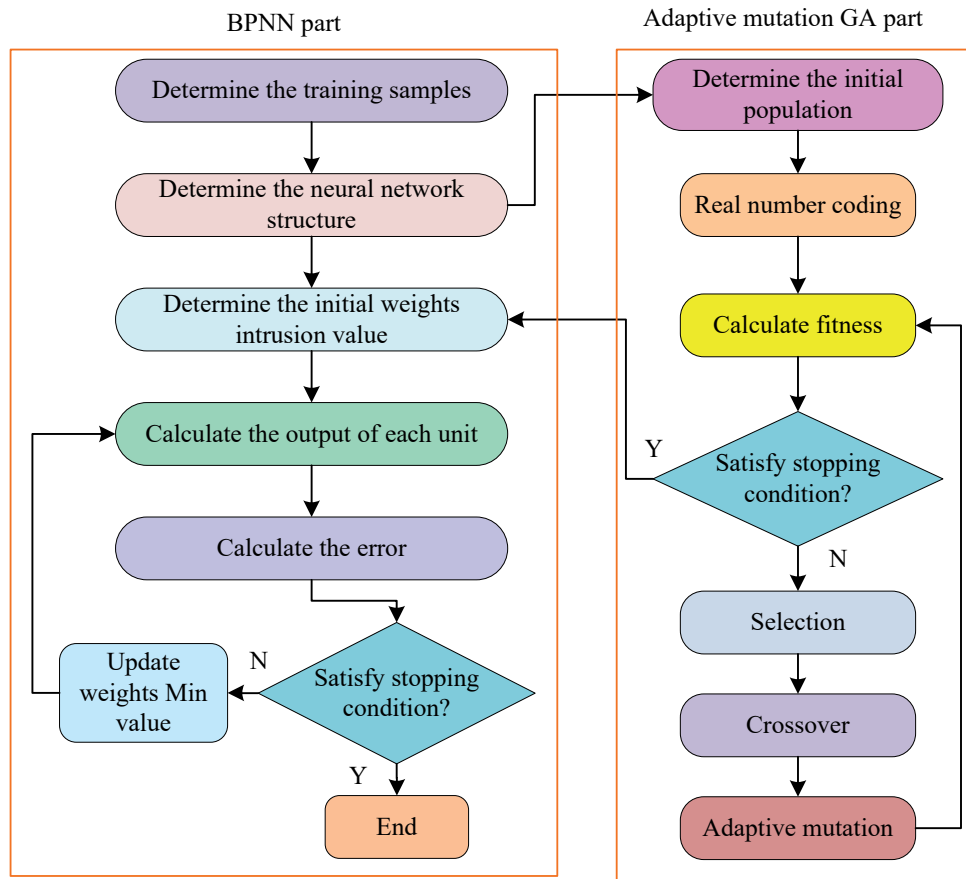 BPNN part
Determine the training samples
Determine the neural network
structure
Determine the initial weights
intrusion value
Calculate the output of each unit
Calculate the error
Satisfy stopping
condition?
N
Update
weights Min
value
Y
End
Adaptive mutation GA part
Determine the initial
population
Real number coding
Calculate fitness
Satisfy stopping
condition?
Y
N
Selection
Crossover
Adaptive mutation